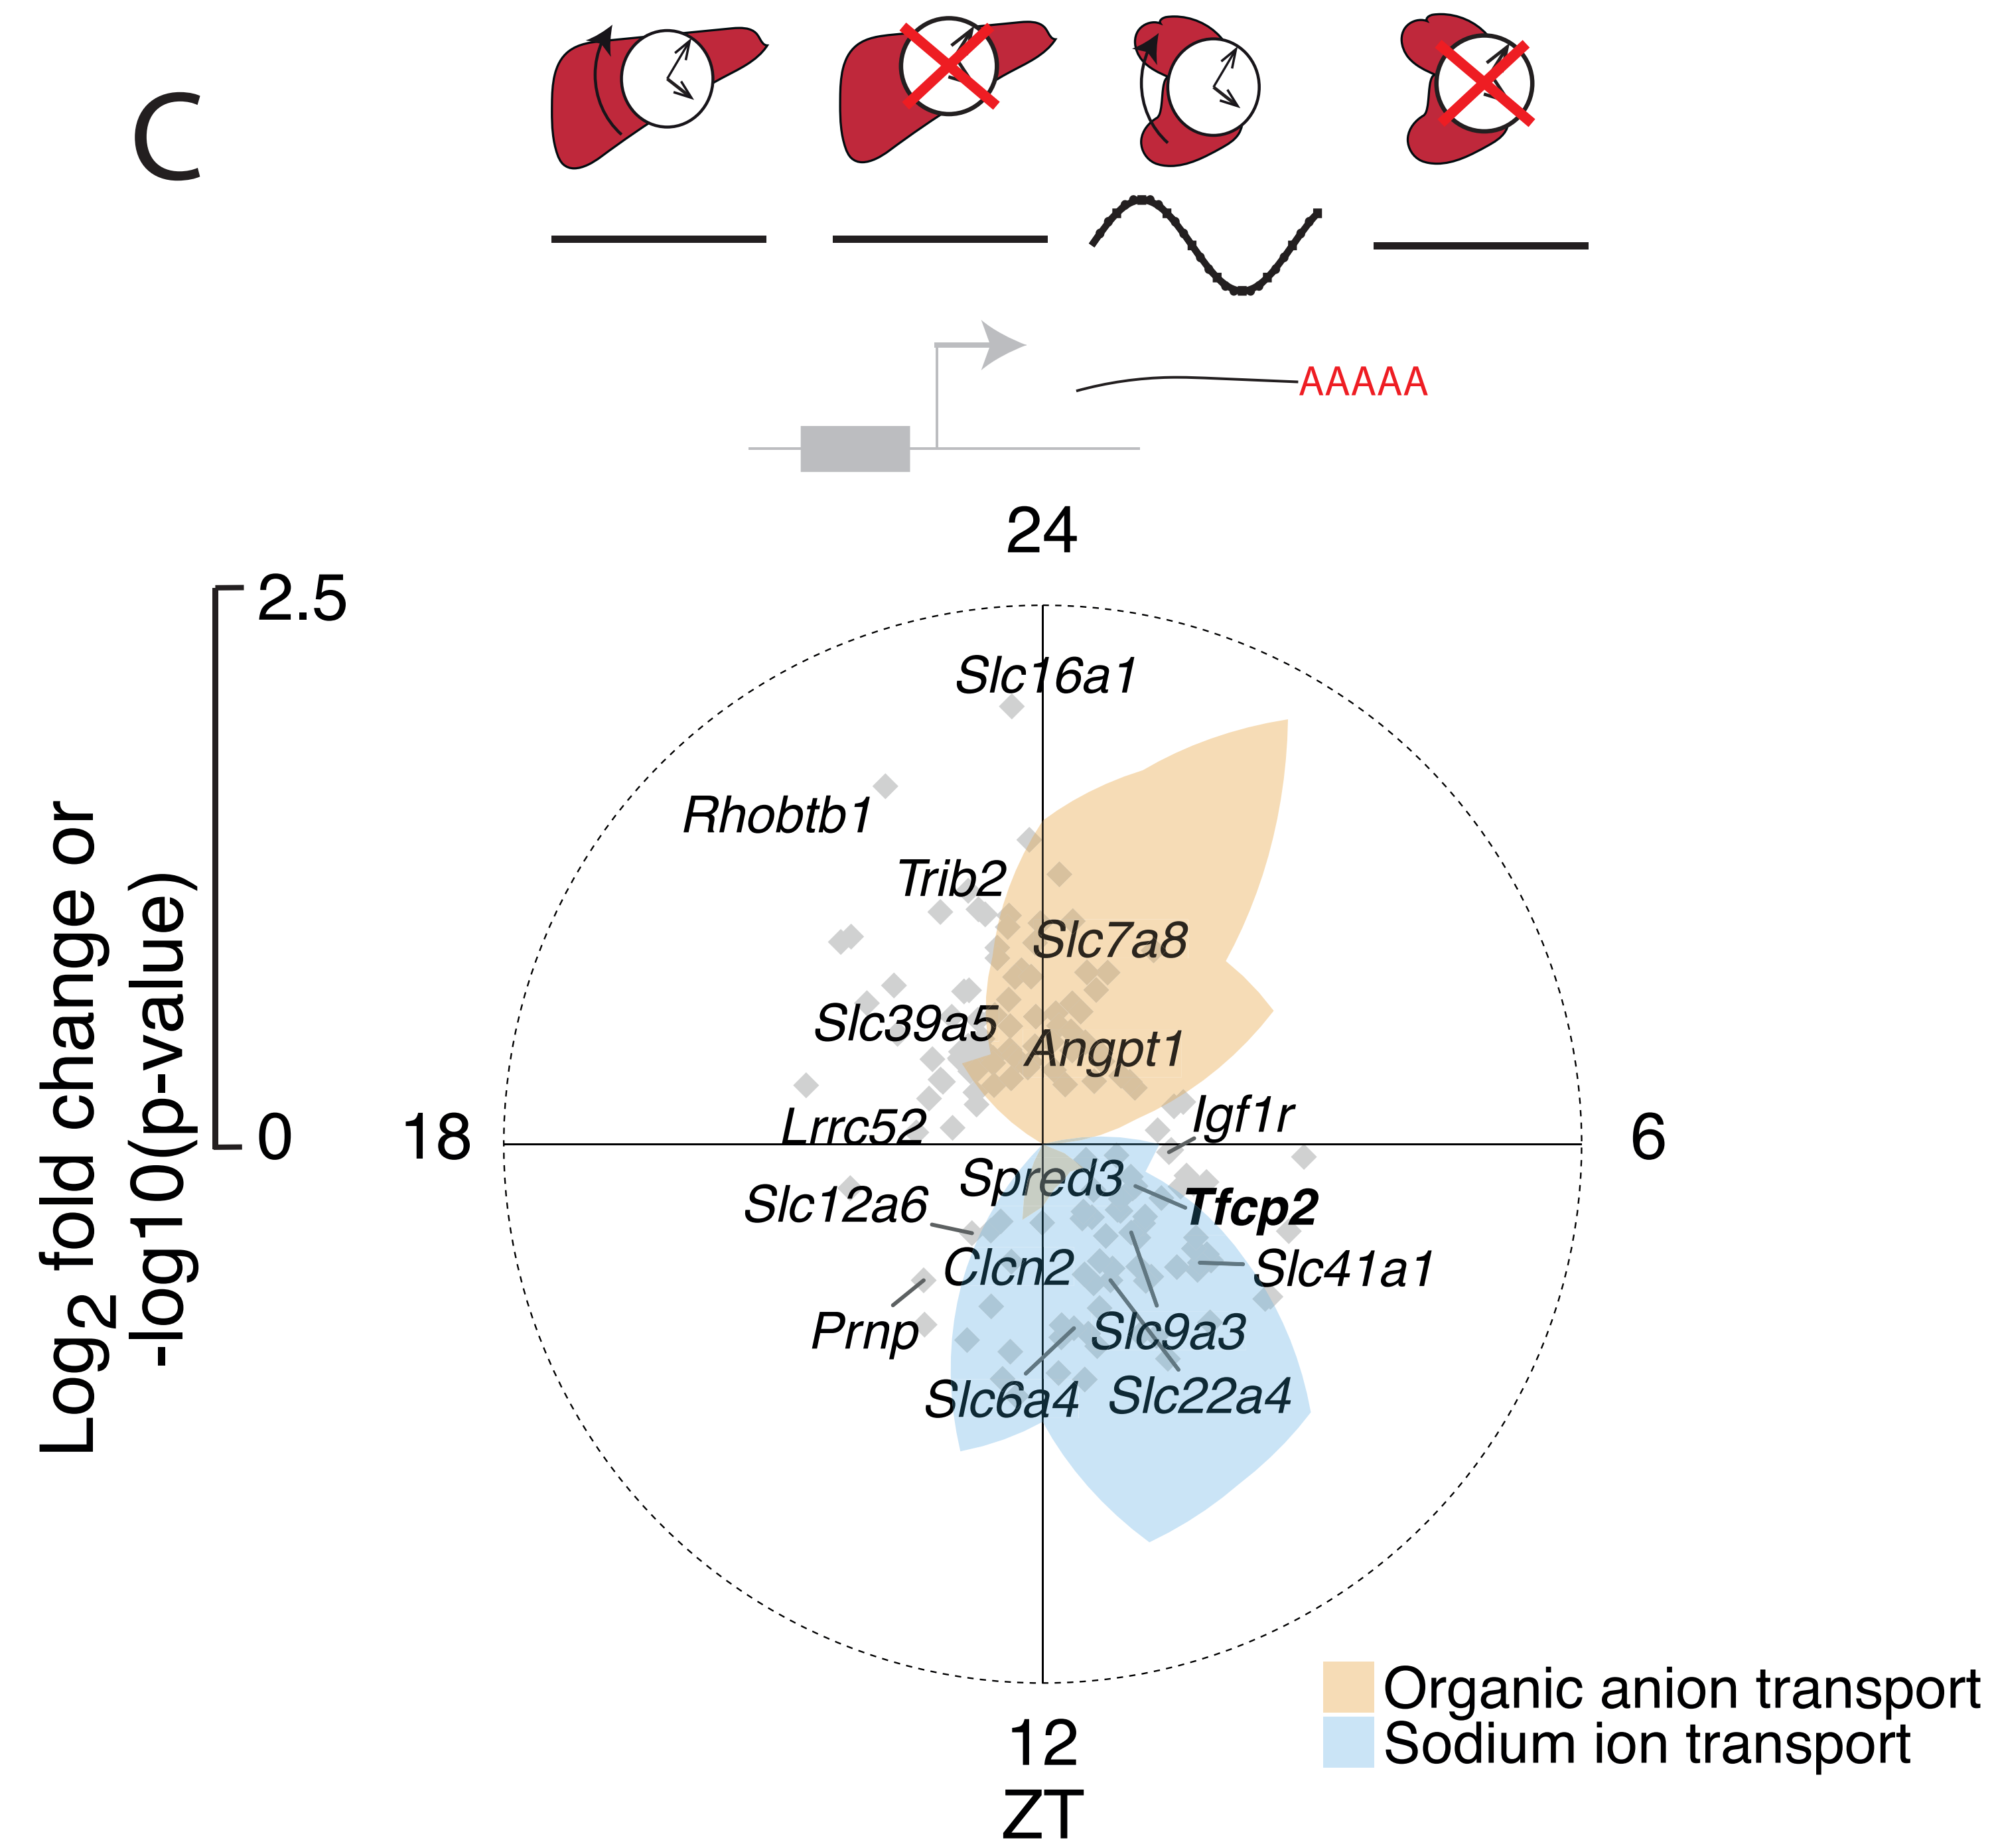 C
AAAAA
24
2.5
Slc16a1
Rhobtb1
Trib2
Slc7a8
Slc39a5
Angpt1
Log2 fold change or
-log10(p-value)
0
18
Lrrc52
Igf1r
6
Spred3
Slc12a6
Tfcp2
Clcn2
Slc41a1
Prnp
Slc9a3
Slc6a4
Slc22a4
Organic anion transport
Sodium ion transport
12
ZT